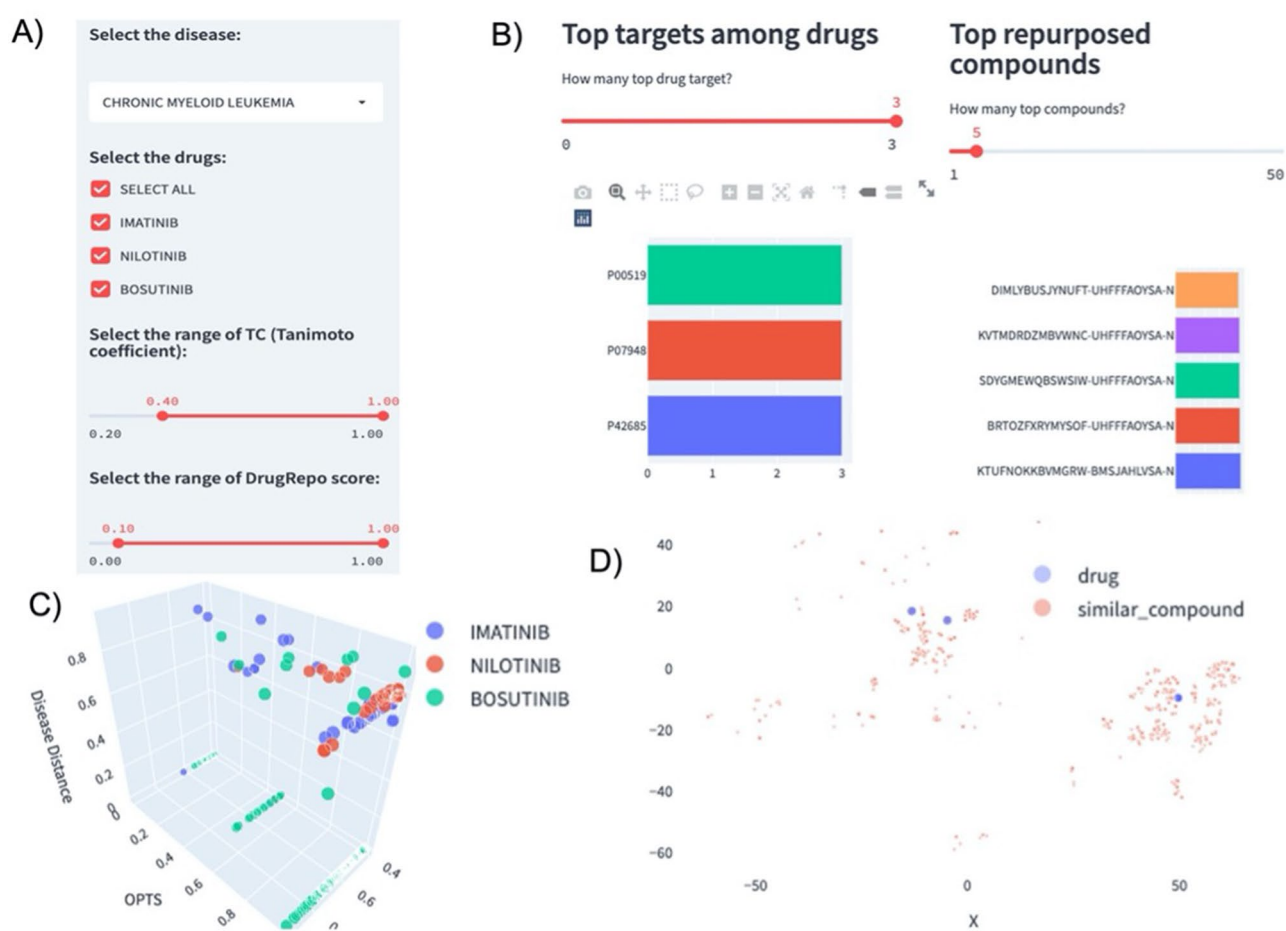 A)
Select the disease:
CHRONIC MYELOID LEUKEMIA
Select the drugs:
SELECT ALL
IMATINIB
NILOTINIB
BOSUTINIB
Select the range of TC (Tanimoto
coefficient):
0.40 1.00
0.20 1.00
Select the range of DrugRepo score:
0.10 1.00
0.00 1.00
B)
Top targets among drugs
How many top drug target?
3
0 3
P00519
P07948
P42685
0 1 2 3
Top repurposed
compounds
How many top compounds?
5
1 50
DIMLYBUSJYNUFT-UHFFFAOYSA-N
KVTMDRDZMBVWNC-UHFFFAOYSA-N
SDYGMEWQBSWSIW-UHFFFAOYSA-N
BRTOZFXRYMYSOF-UHFFFAOYSA-N
KTUFNOKKBVMGRW-BMSJAHLVSA-N
C)
IMATINIB
NILOTINIB
BOSUTINIB
Disease Distance
0.8
0.6
0.4
0.2
0
0
0.2
0.4
0.6
0.8
OPTS
0.4
0.6
D)
drug
similar_compound
40
20
0
−20
−40
−60
−50 0 50
X